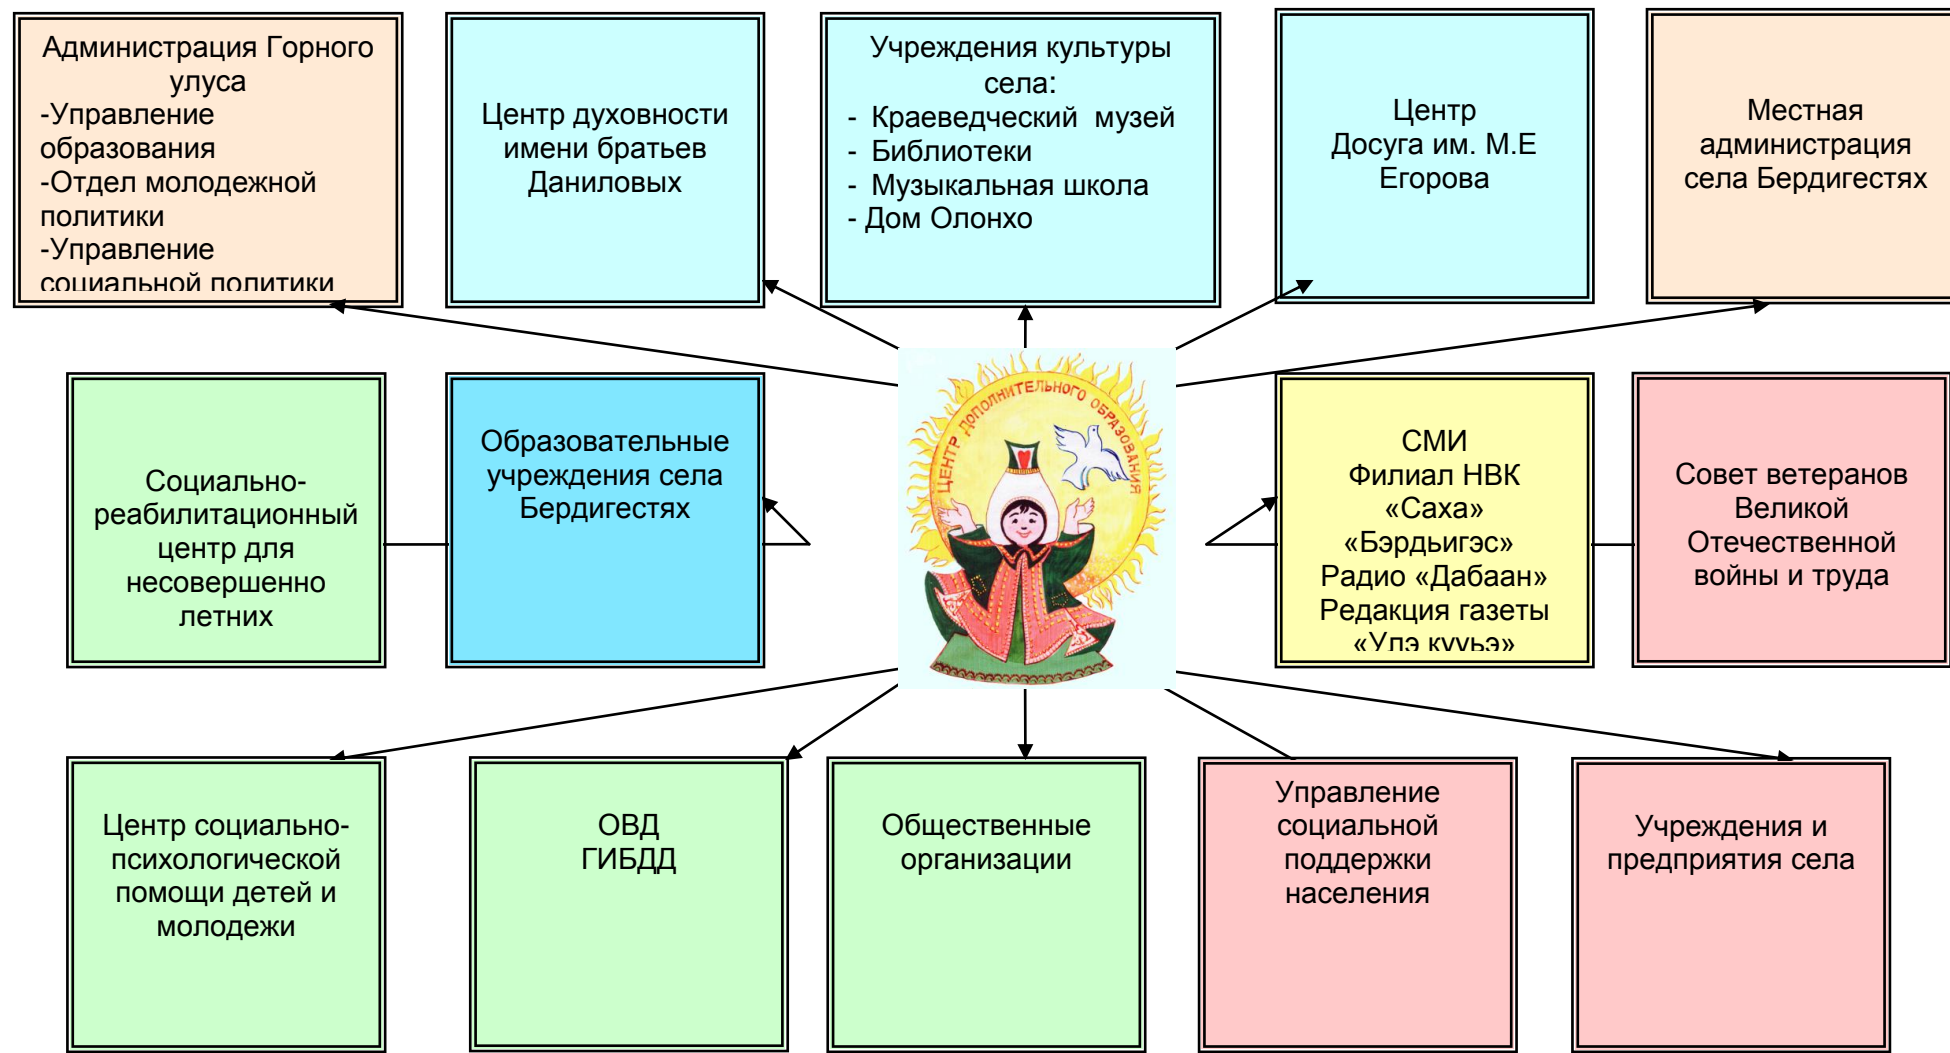 Администрация Горного
улуса
-Управление
образования
-Отдел молодежной
политики
-Управление
социальной политики
Центр духовности
имени братьев
Даниловых
Учреждения культуры
села:
- Краеведческий музей
- Библиотеки
- Музыкальная школа
- Дом Олонхо
Центр
Досуга им. М.Е
Егорова
Местная
администрация
села Бердигестях
Социально-
реабилитационный
центр для
несовершенно
летних
Образовательные
учреждения села
Бердигестях
ЦЕНТР ДОПОЛНИТЕЛЬНОГО ОБРАЗОВАНИЯ
СМИ
Филиал НВК
«Саха»
«Бэрдьигэс»
Радио «Дабаан»
Редакция газеты
«Улэ кууьэ»
Совет ветеранов
Великой
Отечественной
войны и труда
Центр социально-
психологической
помощи детей и
молодежи
ОВД
ГИБДД
Общественные
организации
Управление
социальной
поддержки
населения
Учреждения и
предприятия села